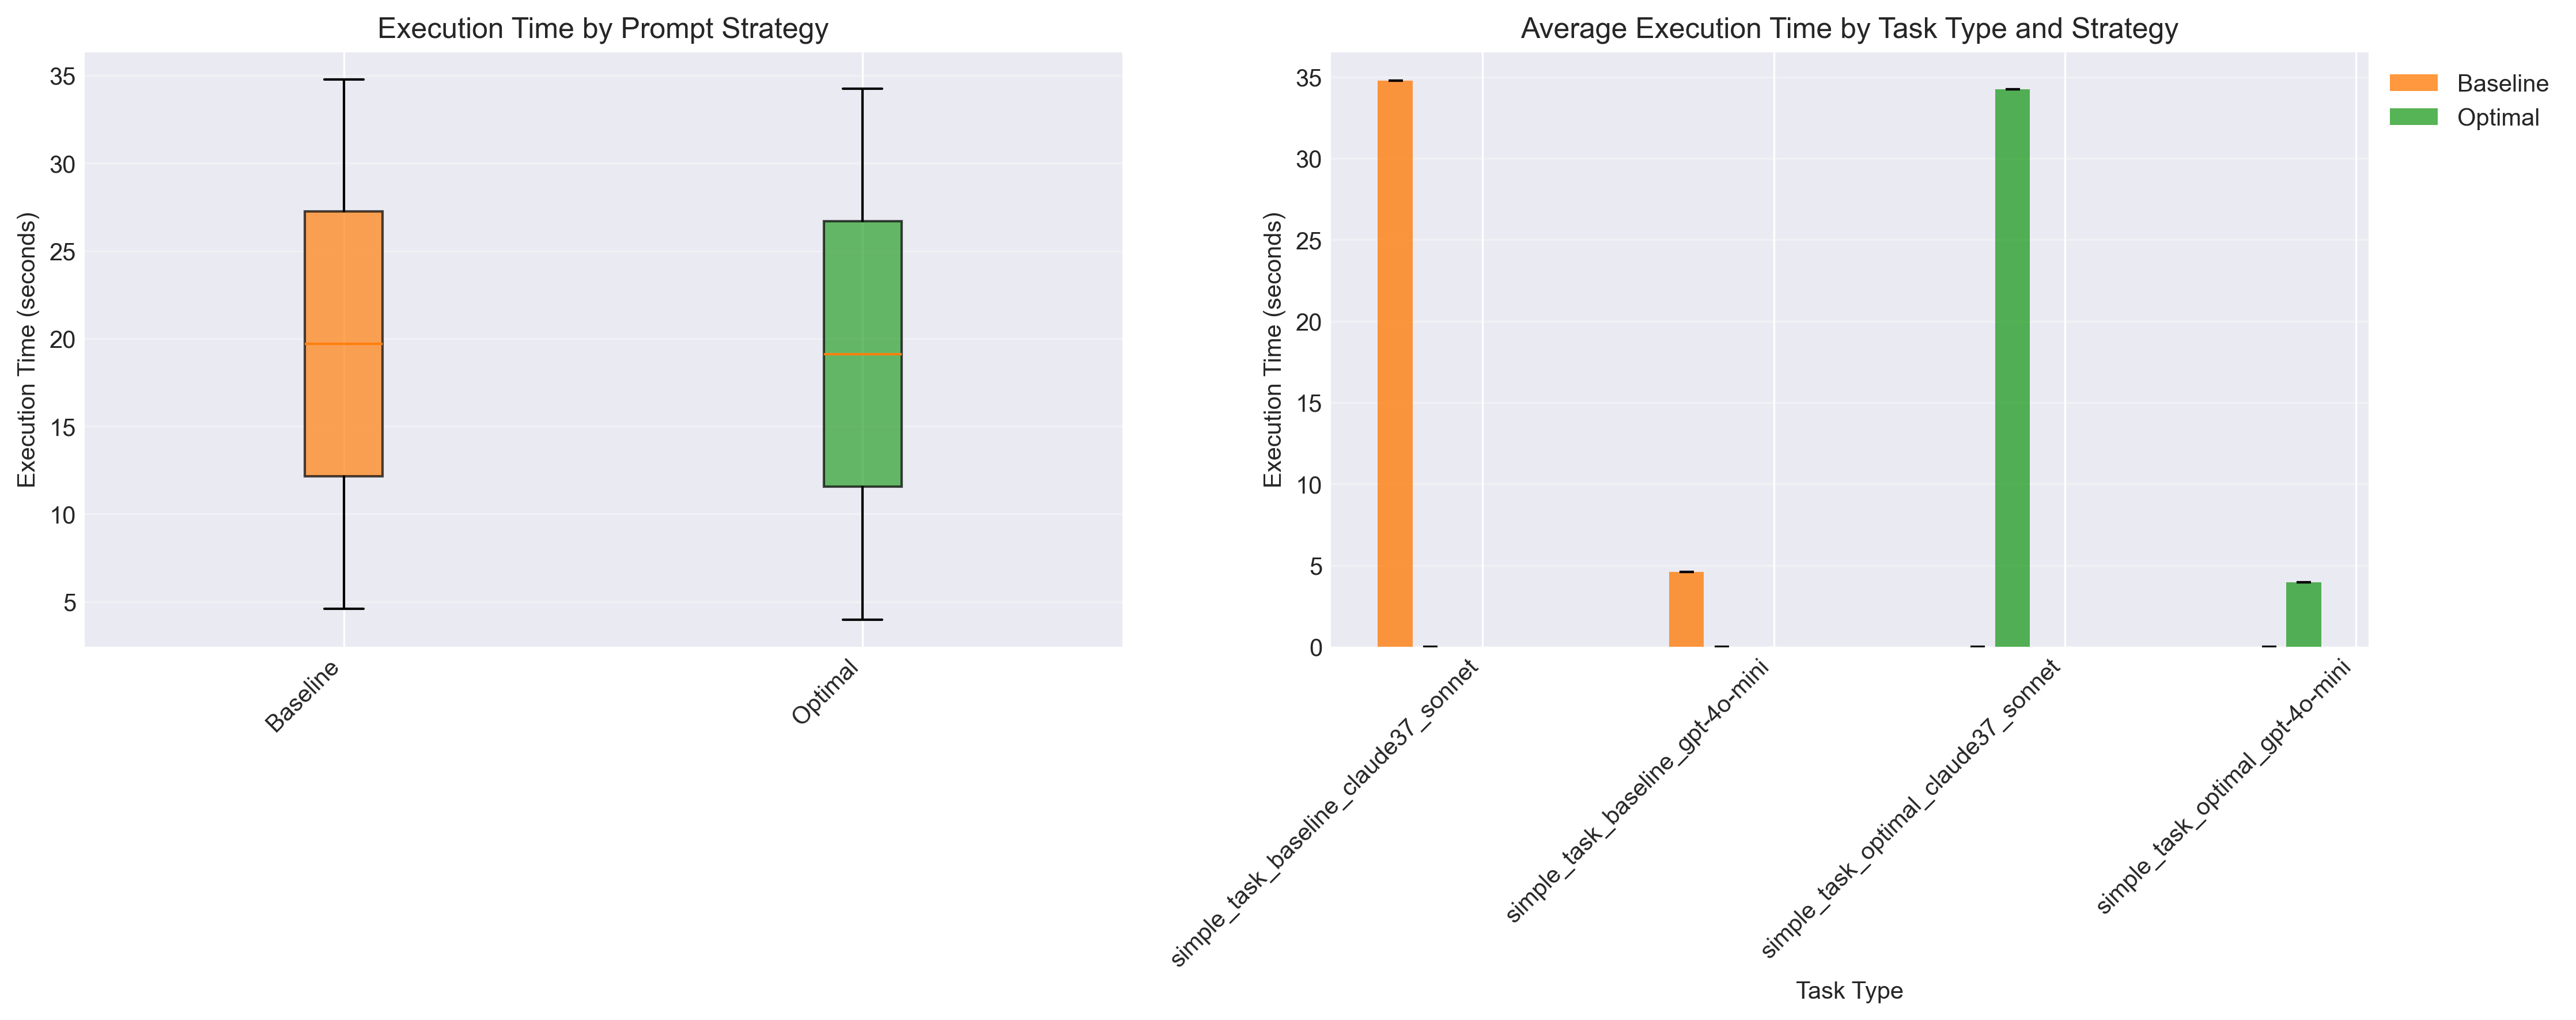 Execution Time by Prompt Strategy
Execution Time (seconds)
35
30
25
20
15
10
5
Baseline
Optimal
Average Execution Time by Task Type and Strategy
Execution Time (seconds)
35
30
25
20
15
10
5
0
simple_task_baseline_claude37_sonnet
simple_task_baseline_gpt-4o-mini
simple_task_optimal_claude37_sonnet
simple_task_optimal_gpt-4o-mini
Task Type
Baseline
Optimal